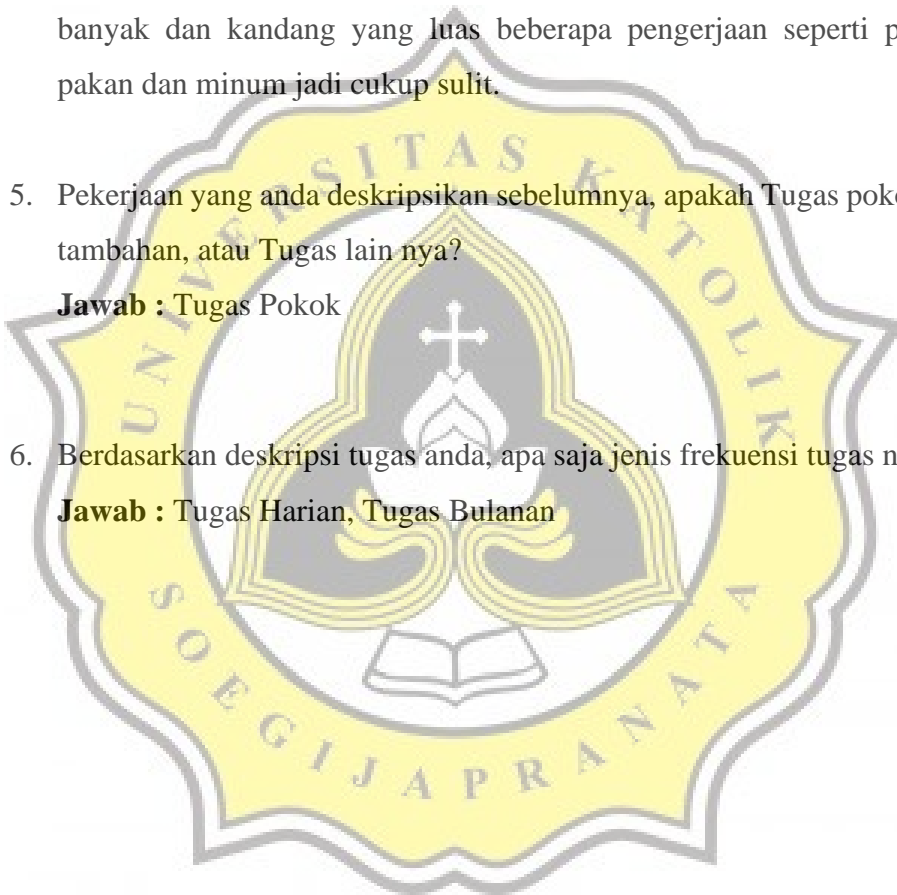 banyak dan kandang yang luas beberapa pengerjaan seperti
pakan dan minum jadi cukup sulit.
5. Pekerjaan yang anda deskripsikan sebelumnya, apakah Tugas
tambahan, atau Tugas lain nya?
Jawab : Tugas Pokok
6. Berdasarkan deskripsi tugas anda, apa saja jenis frekuensi tugas
Jawab : Tugas Harian, Tugas Bulanan
UNIVERSITAS KATOLIK
SOEGIJAPRANATA